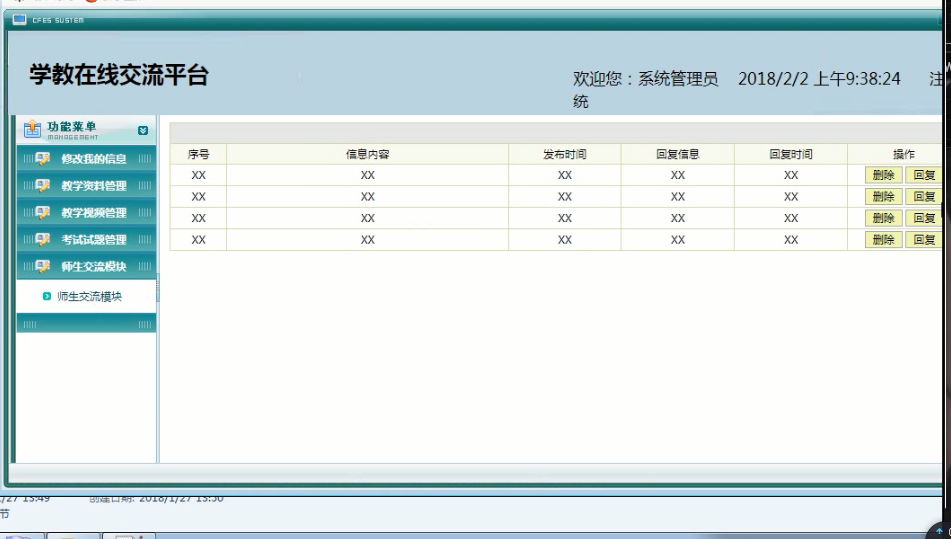 CFES SUSTEM
学教在线交流平台
欢迎您：系统管理员 2018/2/2 上午9:38:24 注
统
功能菜单
MANAGEMENT
修改我的信息
教学资料管理
教学视频管理
考试试题管理
师生交流模块
师生交流模块
序号 信息内容 发布时间 回复信息 回复时间 操作
XX XX XX XX XX 删除 回复
XX XX XX XX XX 删除 回复
XX XX XX XX XX 删除 回复
XX XX XX XX XX 删除 回复
/27 13:49 创建日期: 2018/1/27 13:50
节